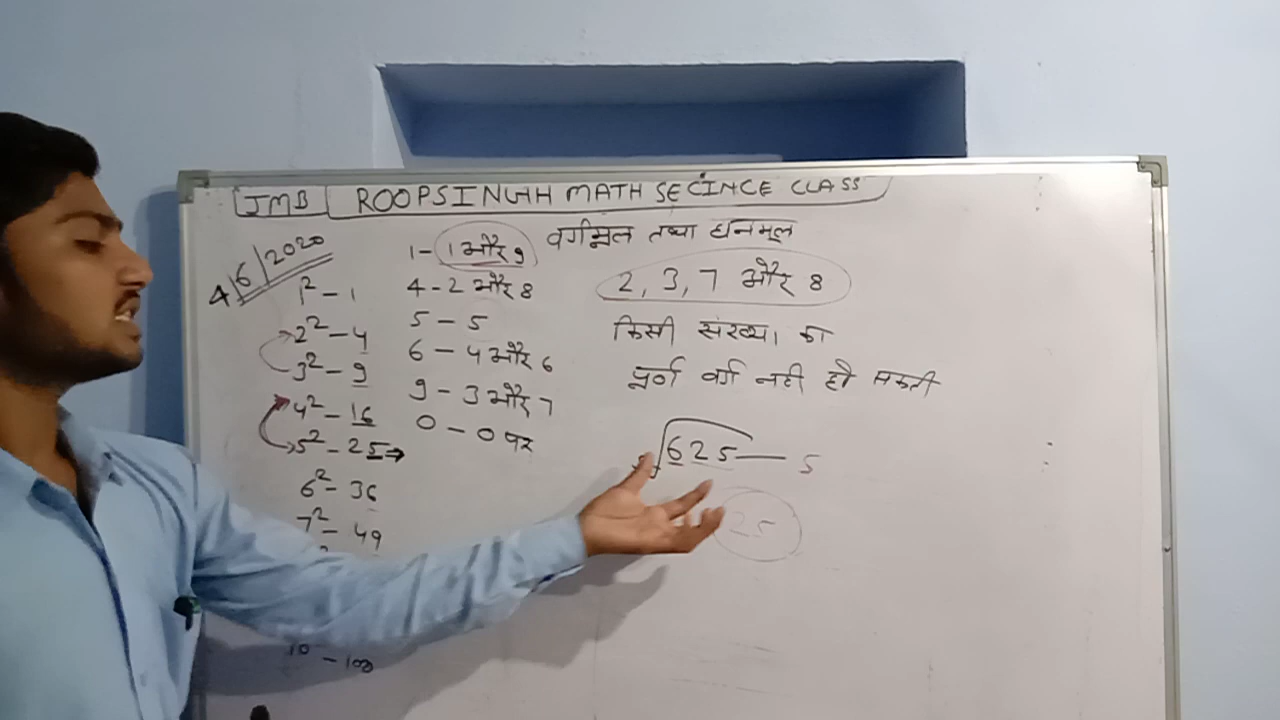 JMB ROOPSINGH MATH SECINCE CLASS
4/6/2020
1² - 1
2² - 4
3² - 9
4² - 16
5² - 25 →
6² - 36
7² - 49
10 - 100
1 - 1 और 9
4 - 2 और 8
5 - 5
6 - 4 और 6
9 - 3 और 7
0 - 0 पर
वर्गमूल तथा घनमूल
2, 3, 7 और 8
किसी संख्या का
पूर्ण वर्ग नही हो सकती
√625 — 5
25